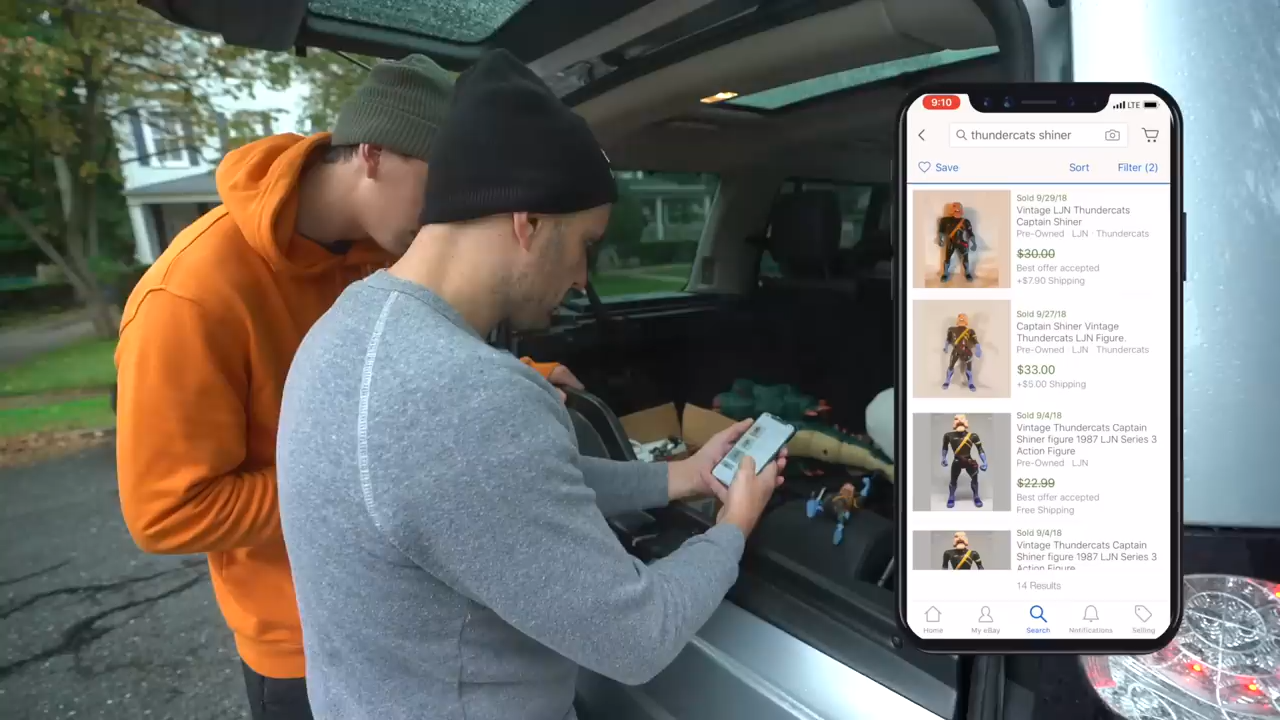 9:10
LTE
thundercats shiner
Save
Sort
Filter (2)
Sold 9/29/18
Vintage LJN Thundercats
Captain Shiner
Pre-Owned · LJN · Thundercats
$30.00
Best offer accepted
+$7.90 Shipping
Sold 9/27/18
Captain Shiner Vintage
Thundercats LJN Figure.
Pre-Owned · LJN · Thundercats
$33.00
+$5.00 Shipping
Sold 9/4/18
Vintage Thundercats Captain
Shiner figure 1987 LJN Series 3
Action Figure
Pre-Owned · LJN
$22.99
Best offer accepted
Free Shipping
Sold 9/4/18
Vintage Thundercats Captain
Shiner figure 1987 LJN Series 3
Action Figure
14 Results
Home
My eBay
Search
Notifications
Selling